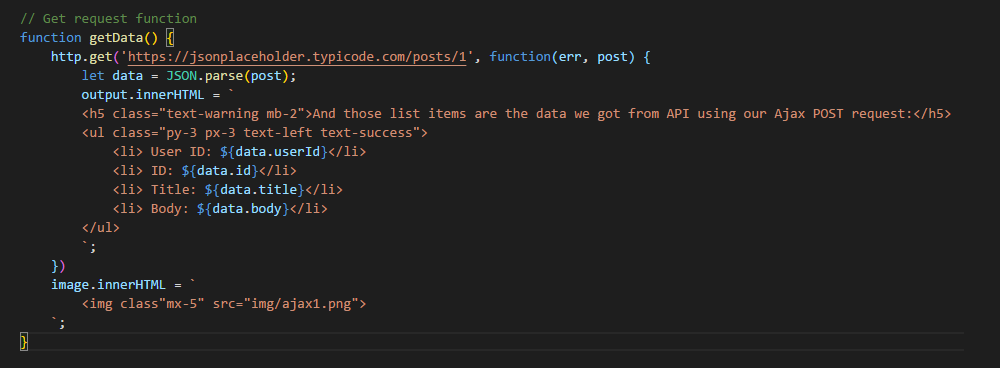 // Get request function
function getData() {
    http.get('https://jsonplaceholder.typicode.com/posts/1', function(err, post) {
        let data = JSON.parse(post);
        output.innerHTML = `
        <h5 class="text-warning mb-2">And those list items are the data we got from API using our Ajax POST request:</h5>
        <ul class="py-3 px-3 text-left text-success">
            <li> User ID: ${data.userId}</li>
            <li> ID: ${data.id}</li>
            <li> Title: ${data.title}</li>
            <li> Body: ${data.body}</li>
        </ul>
        `;
    })
    image.innerHTML = `
        <img class"mx-5" src="img/ajax1.png">
    `;
}